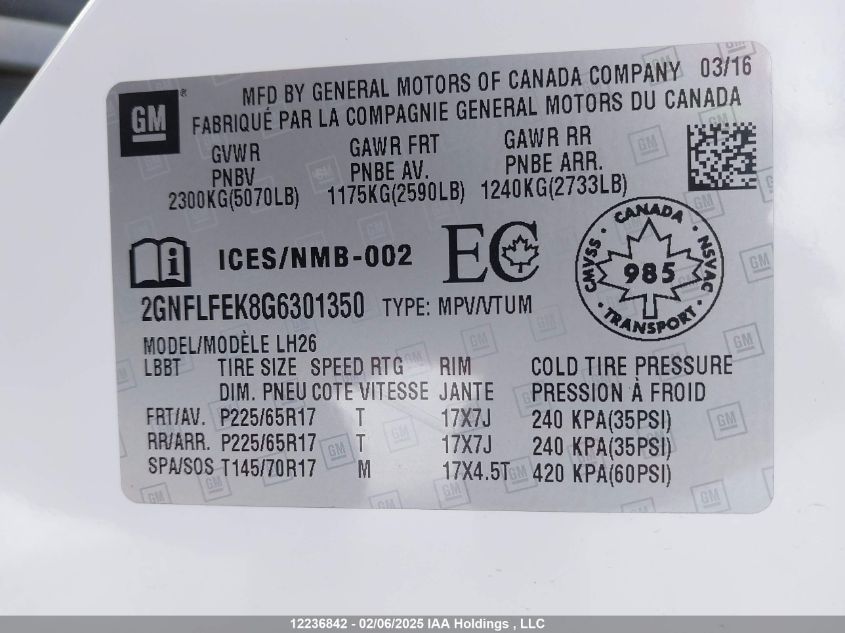 GM®
MFD BY GENERAL MOTORS OF CANADA COMPANY 03/16
FABRIQUÉ PAR LA COMPAGNIE GENERAL MOTORS DU CANADA
GVWR GAWR FRT GAWR RR
PNBV PNBE AV. PNBE ARR.
2300KG(5070LB) 1175KG(2590LB) 1240KG(2733LB)
i ICES/NMB-002 EC
CANADA
CMVSS 985 NSVAC
TRANSPORT
2GNFLFEK8G6301350 TYPE: MPV/VTUM
MODEL/MODÈLE LH26
LBBT TIRE SIZE SPEED RTG RIM COLD TIRE PRESSURE
DIM. PNEU COTE VITESSE JANTE PRESSION À FROID
FRT/AV. P225/65R17 T 17X7J 240 KPA(35PSI)
RR/ARR. P225/65R17 T 17X7J 240 KPA(35PSI)
SPA/SOS T145/70R17 M 17X4.5T 420 KPA(60PSI)
12236842 - 02/06/2025 IAA Holdings , LLC